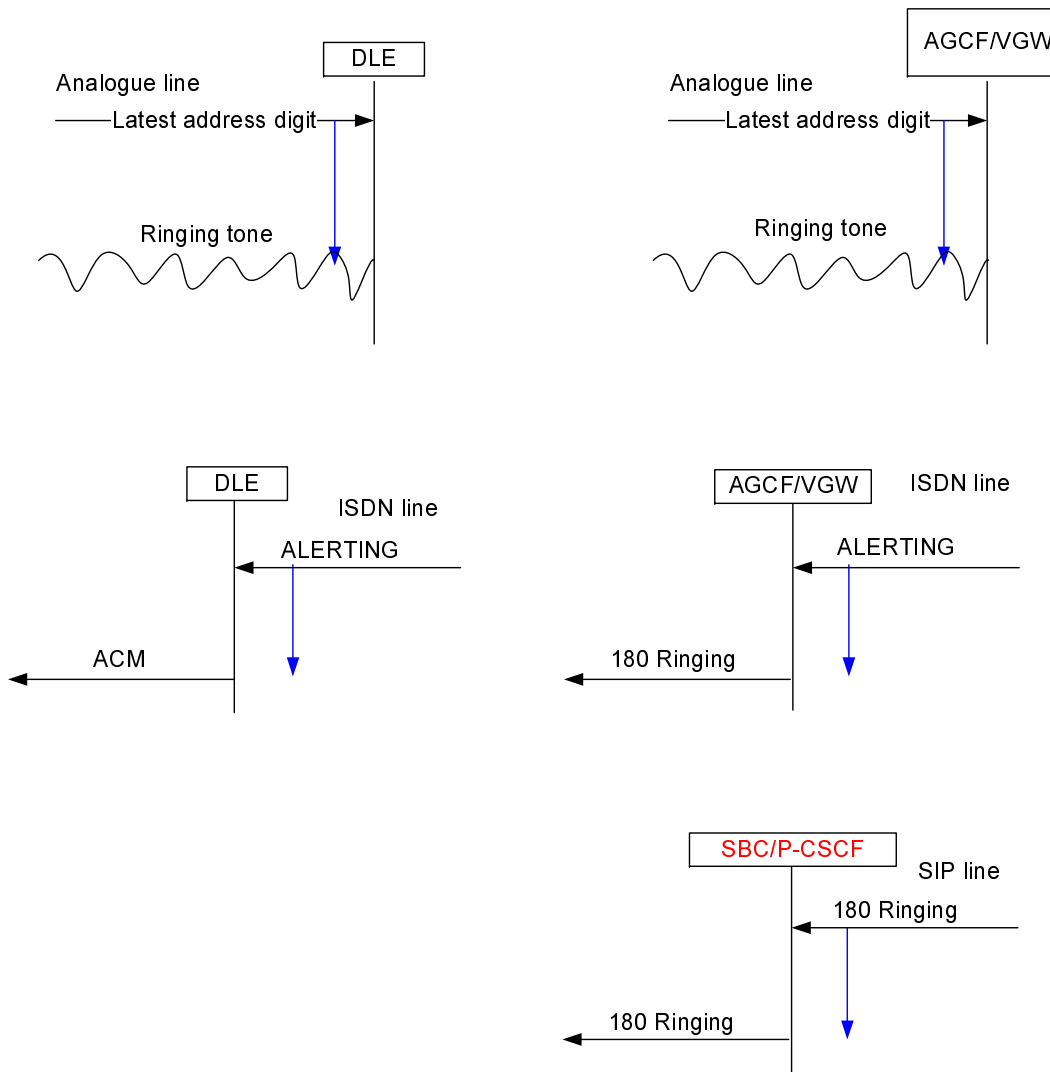 DLE
Analogue line
Latest address digit
Ringing tone
AGCF/VGW
Analogue line
Latest address digit
Ringing tone
DLE
ISDN line
ALERTING
ACM
AGCF/VGW
ISDN line
ALERTING
180 Ringing
SBC/P-CSCF
SIP line
180 Ringing
180 Ringing